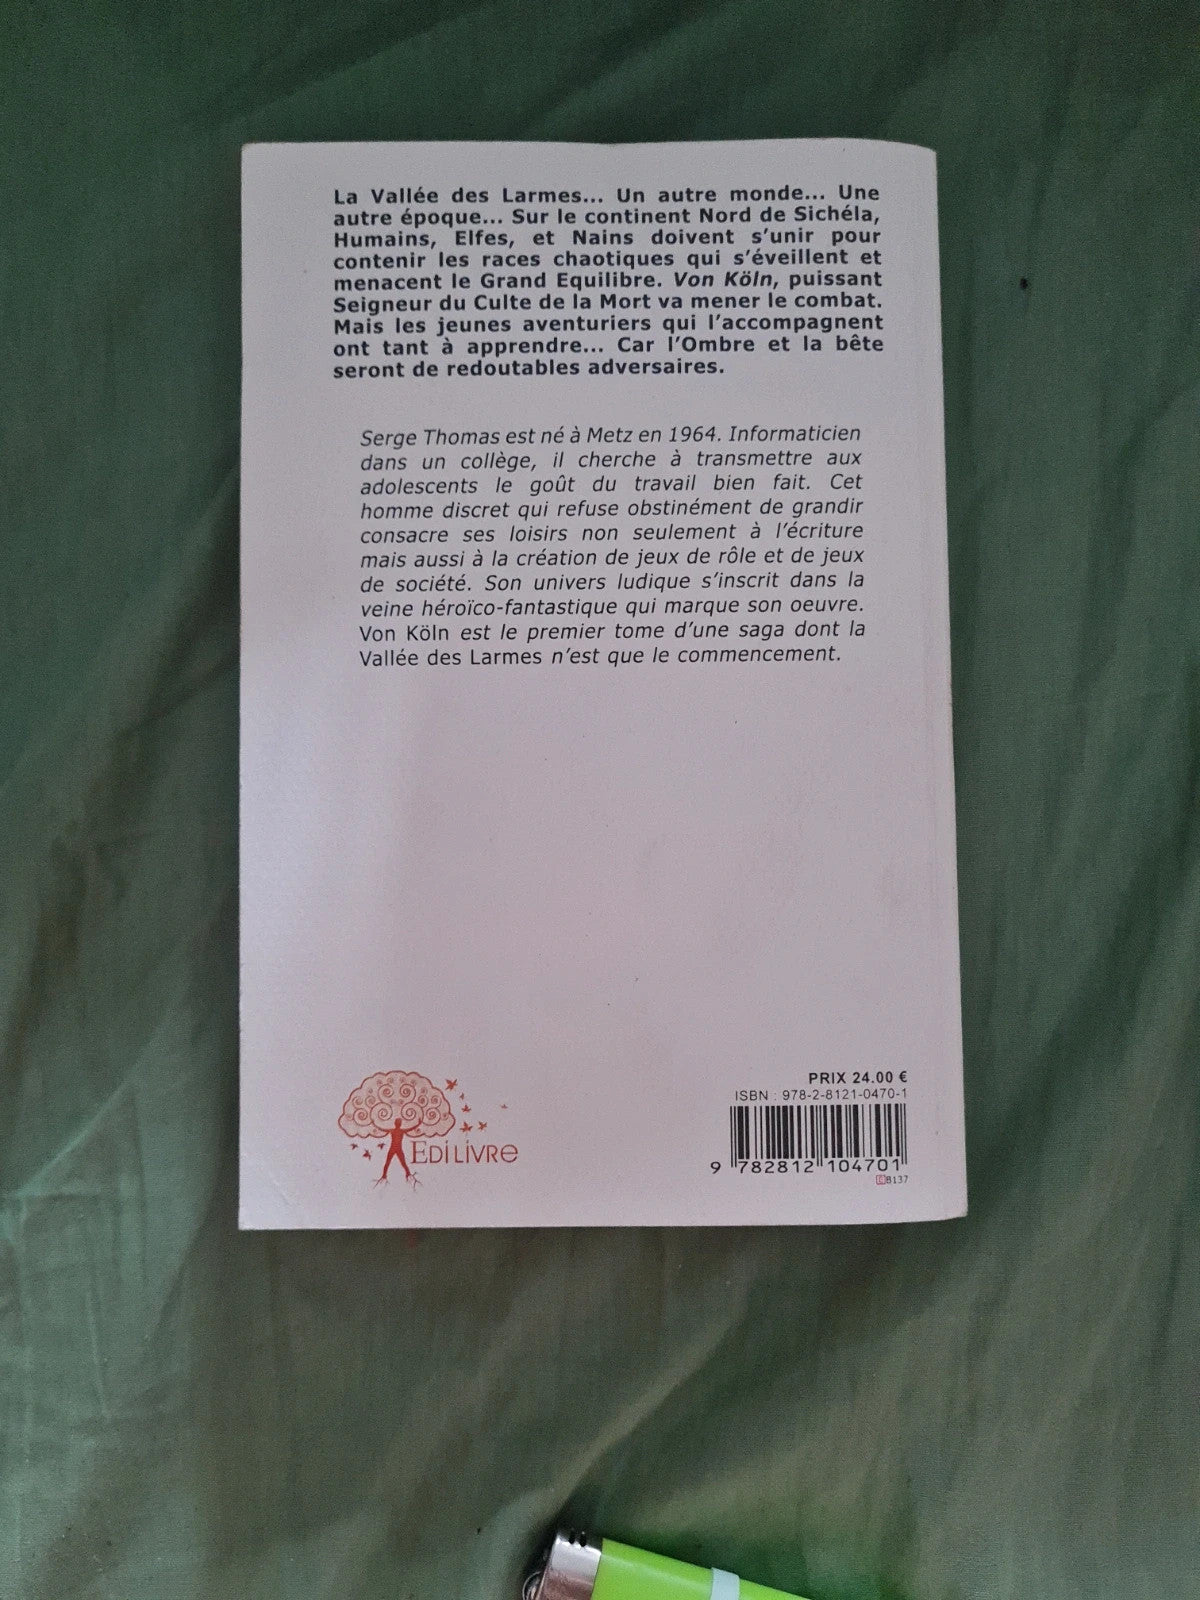 La Vallée des Larmes... Un autre monde... Une
autre époque... Sur le continent Nord de Sichéla,
Humains, Elfes, et Nains doivent s'unir pour
contenir les races chaotiques qui s'éveillent et
menacent le Grand Equilibre. Von Köln, puissant
Seigneur du Culte de la Mort va mener le combat.
Mais les jeunes aventuriers qui l'accompagnent
ont tant à apprendre... Car l'Ombre et la bête
seront de redoutables adversaires.
Serge Thomas est né à Metz en 1964. Informaticien
dans un collège, il cherche à transmettre aux
adolescents le goût du travail bien fait. Cet
homme discret qui refuse obstinément de grandir
consacre ses loisirs non seulement à l'écriture
mais aussi à la création de jeux de rôle et de jeux
de société. Son univers ludique s'inscrit dans la
veine héroïco-fantastique qui marque son oeuvre.
Von Köln est le premier tome d'une saga dont la
Vallée des Larmes n'est que le commencement.
EDILIVRE
PRIX 24.00 €
ISBN : 978-2-8121-0470-1
9 782812 104701
8137